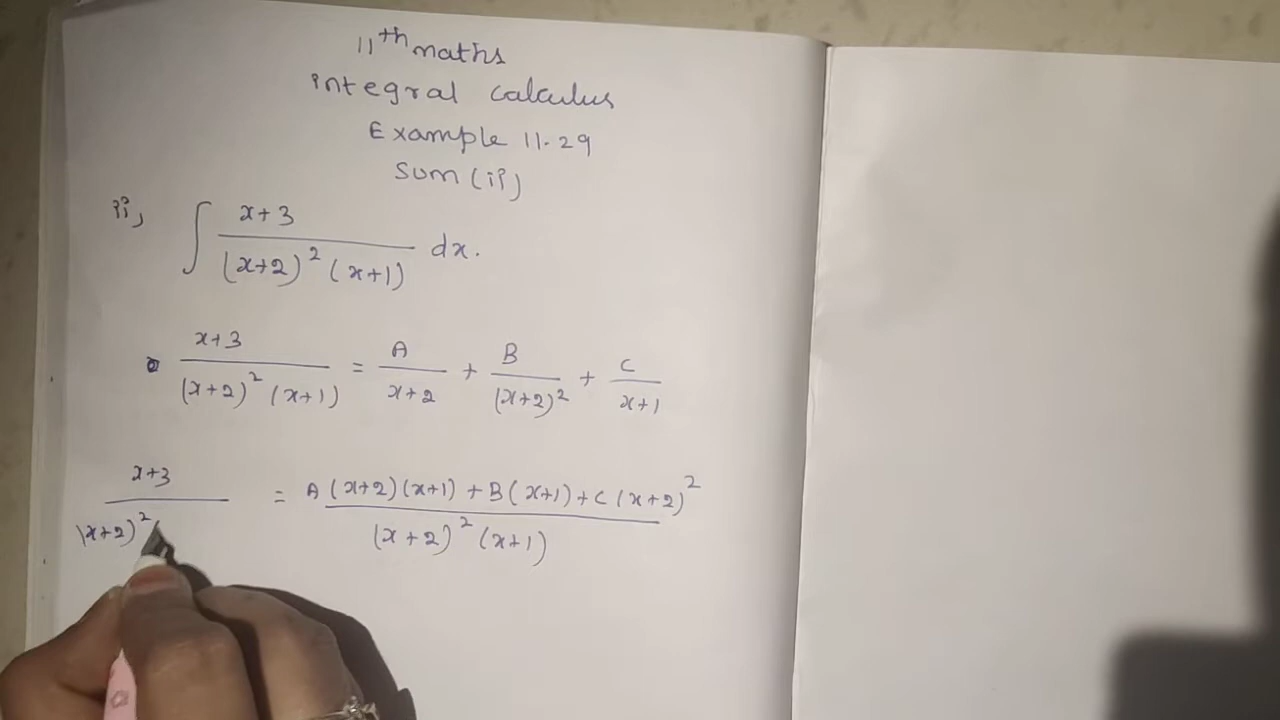 11th maths
integral calculus
Example 11.29
Sum (ii)
ii, ∫ x+3 / (x+2)² (x+1) dx.
x+3 / (x+2)² (x+1) = A / x+2 + B / (x+2)² + C / x+1
x+3 / (x+2)² ( = A (x+2)(x+1) + B(x+1) + C (x+2)² / (x+2)² (x+1)